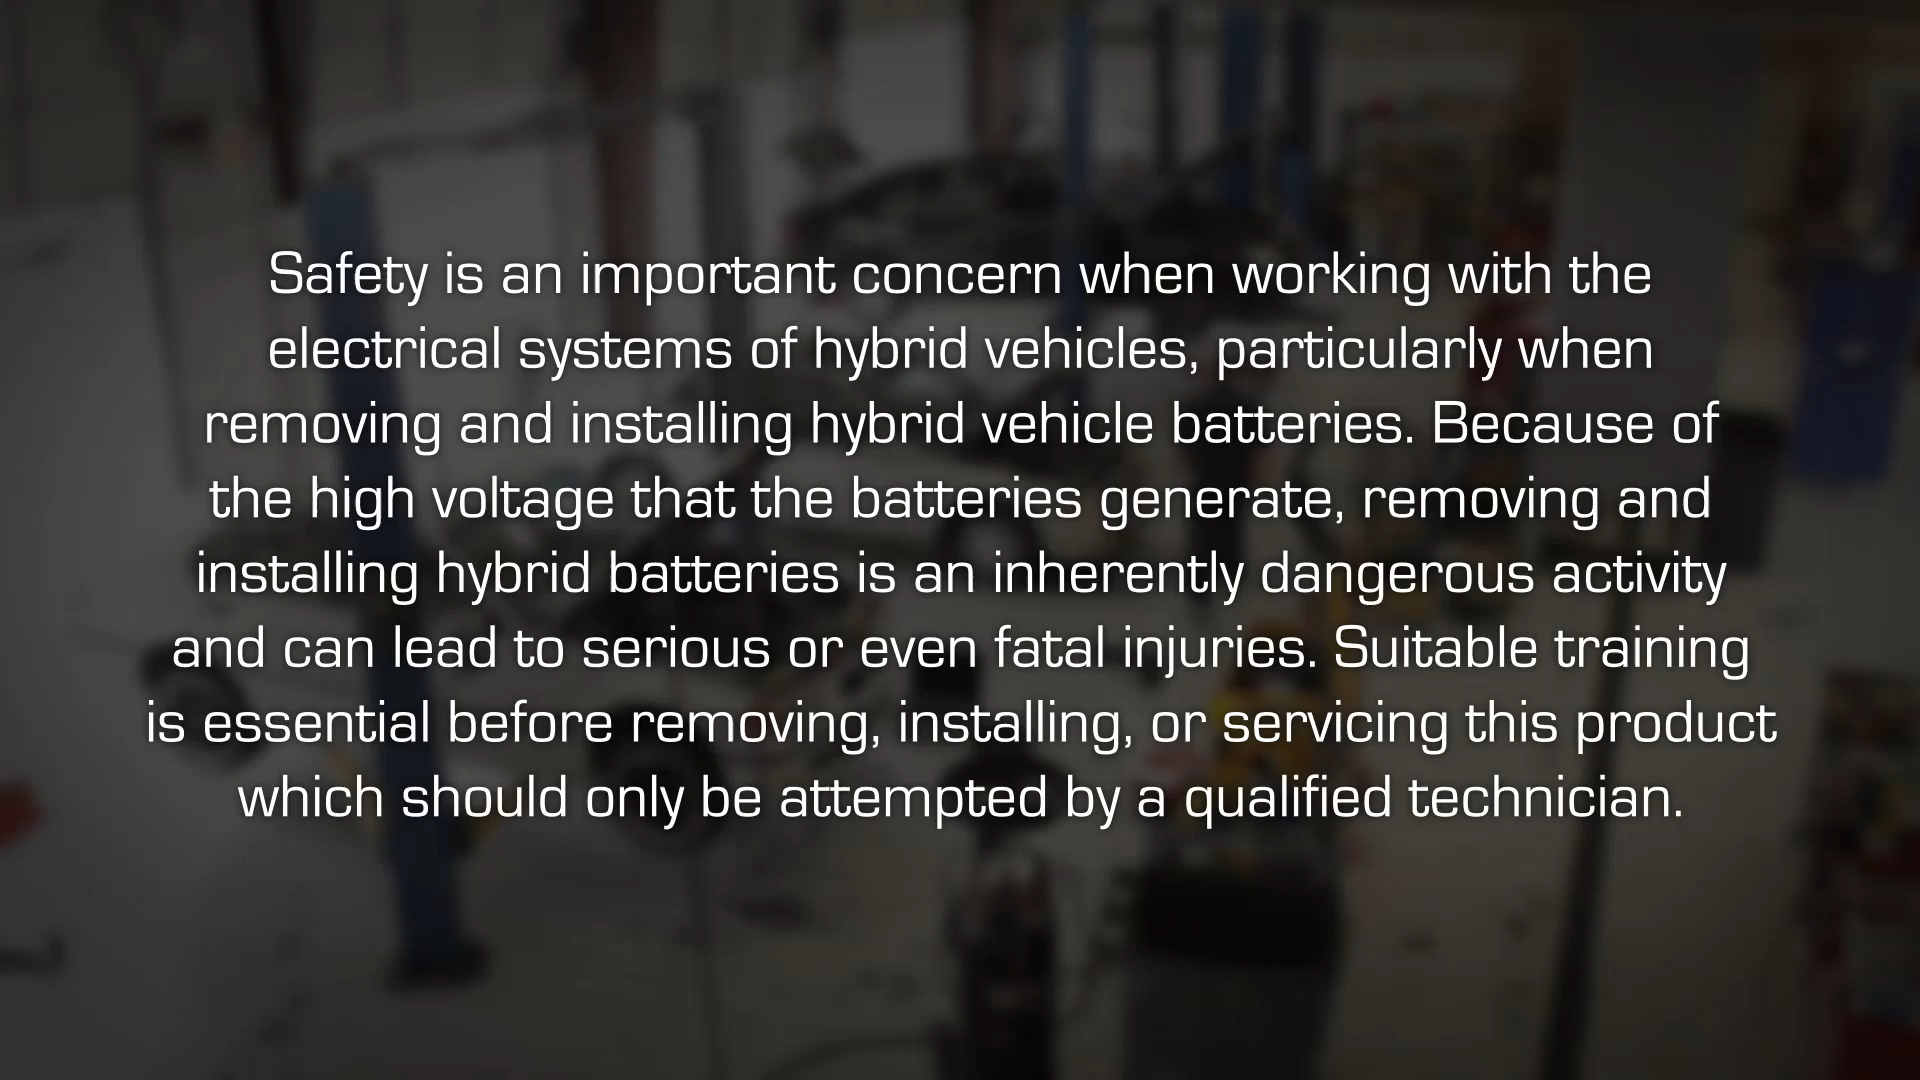 Safety is an important concern when working with the
electrical systems of hybrid vehicles, particularly when
removing and installing hybrid vehicle batteries. Because of
the high voltage that the batteries generate, removing and
installing hybrid batteries is an inherently dangerous activity
and can lead to serious or even fatal injuries. Suitable training
is essential before removing, installing, or servicing this product
which should only be attempted by a qualified technician.